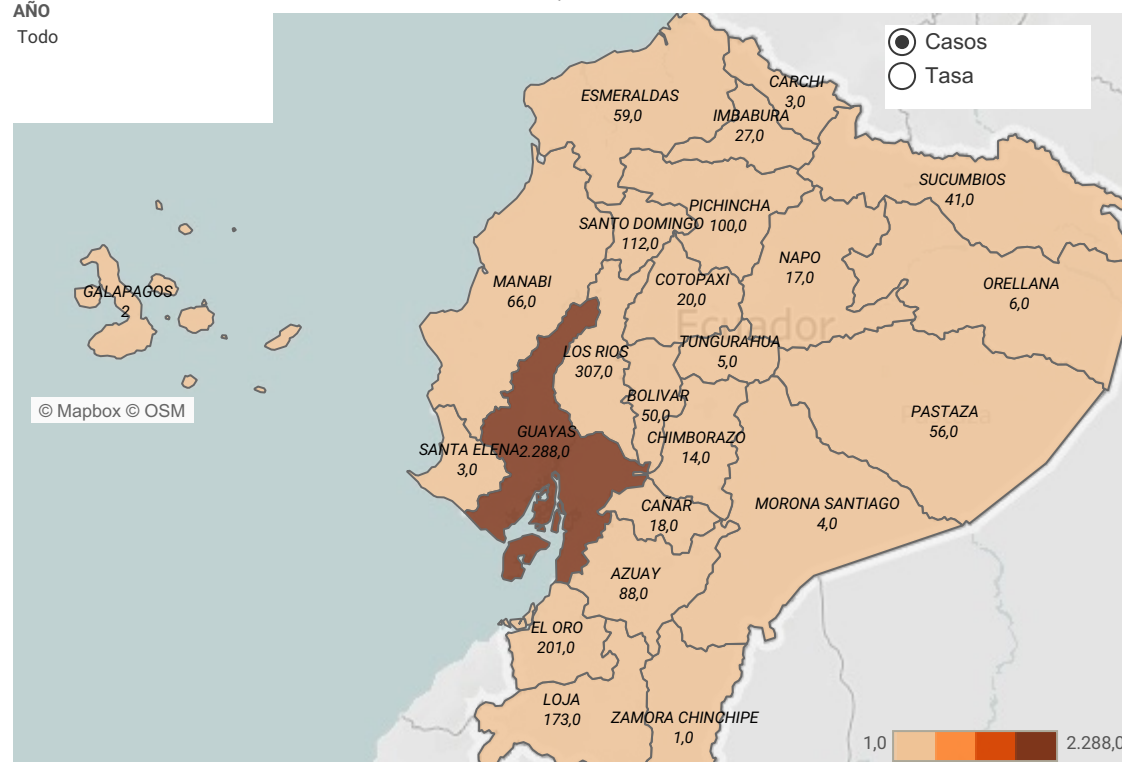 AÑO
Todo
Casos
Tasa
CARCHI
3,0
ESMERALDAS
59,0
IMBABURA
27,0
SUCUMBIOS
41,0
PICHINCHA
100,0
SANTO DOMINGO
112,0
NAPO
17,0
MANABI
66,0
COTOPAXI
20,0
ORELLANA
6,0
GALAPAGOS
2
Ecuador
TUNGURAHUA
5,0
LOS RIOS
307,0
BOLIVAR
50,0
© Mapbox © OSM
PASTAZA
56,0
GUAYAS
2.288,0
CHIMBORAZO
14,0
SANTA ELENA
3,0
CAÑAR
18,0
MORONA SANTIAGO
4,0
AZUAY
88,0
EL ORO
201,0
LOJA
173,0
ZAMORA CHINCHIPE
1,0
1,0
2.288,0